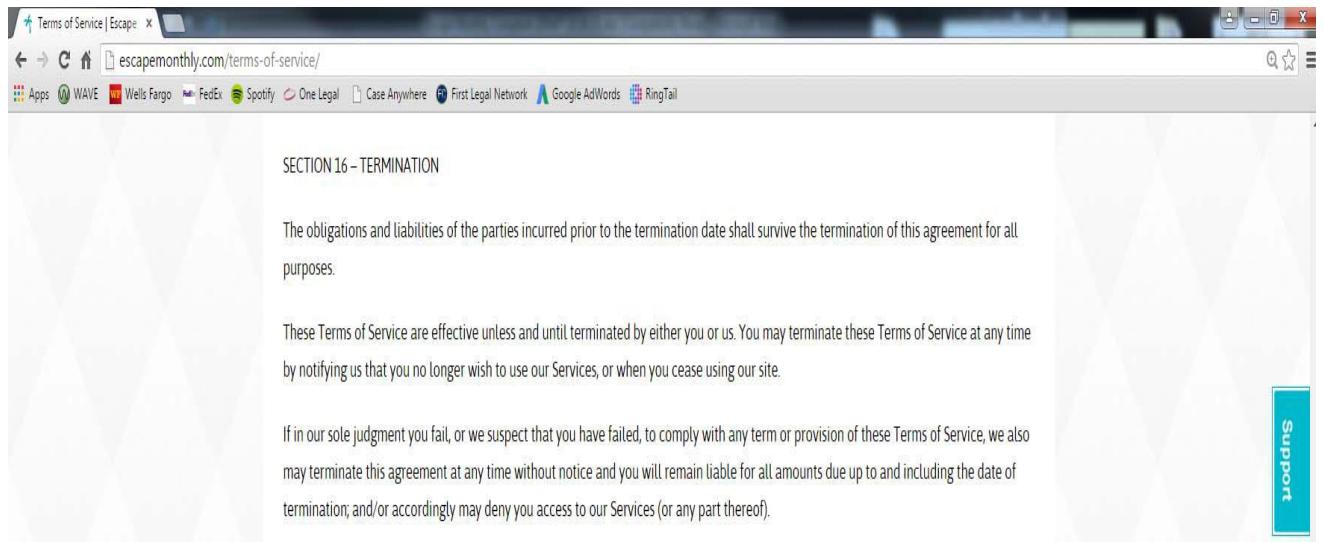 Terms of Service | Escape
escapemonthly.com/terms-of-service/
Apps WAVE Wells Fargo FedEx Spotify One Legal Case Anywhere First Legal Network Google AdWords RingTail
SECTION 16 – TERMINATION
The obligations and liabilities of the parties incurred prior to the termination date shall survive the termination of this agreement for all
purposes.
These Terms of Service are effective unless and until terminated by either you or us. You may terminate these Terms of Service at any time
by notifying us that you no longer wish to use our Services, or when you cease using our site.
If in our sole judgment you fail, or we suspect that you have failed, to comply with any term or provision of these Terms of Service, we also
may terminate this agreement at any time without notice and you will remain liable for all amounts due up to and including the date of
termination; and/or accordingly may deny you access to our Services (or any part thereof).
Support